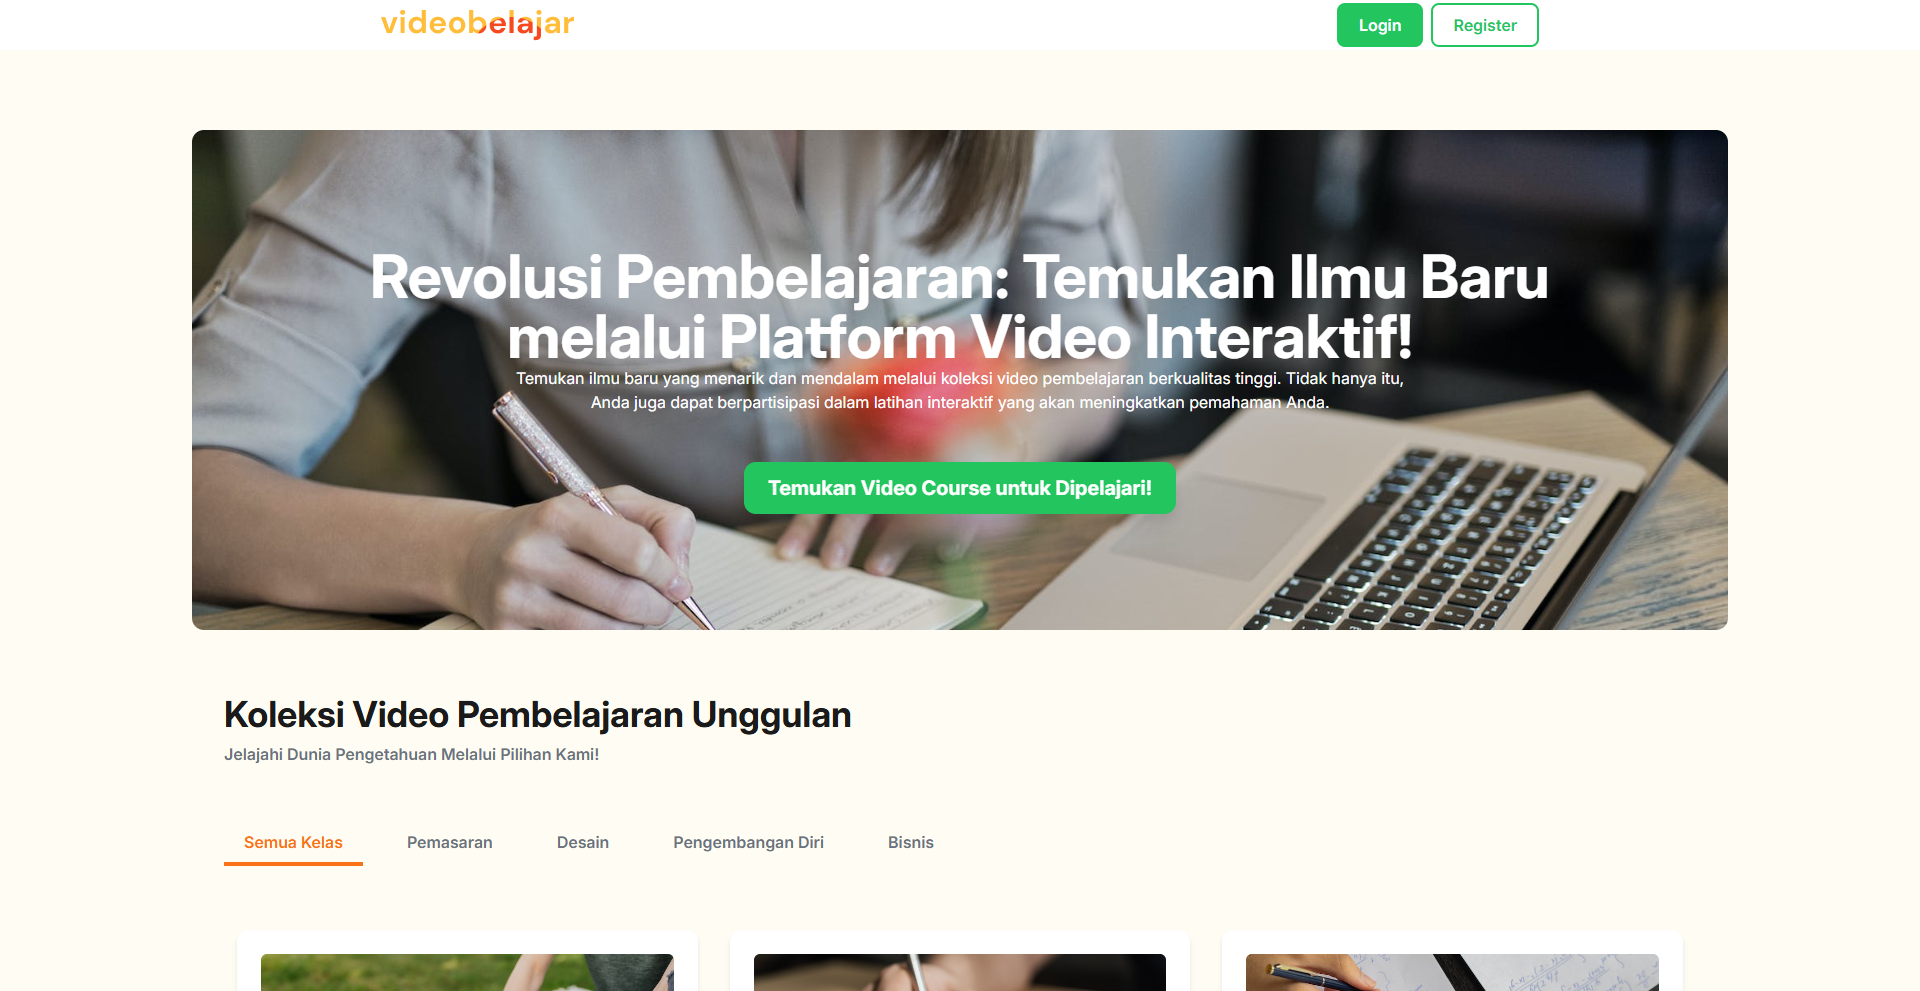 videobelajar
Login
Register
Revolusi Pembelajaran: Temukan Ilmu Baru
melalui Platform Video Interaktif!
Temukan ilmu baru yang menarik dan mendalam melalui koleksi video pembelajaran berkualitas tinggi. Tidak hanya itu,
Anda juga dapat berpartisipasi dalam latihan interaktif yang akan meningkatkan pemahaman Anda.
Temukan Video Course untuk Dipelajari!
Koleksi Video Pembelajaran Unggulan
Jelajahi Dunia Pengetahuan Melalui Pilihan Kami!
Semua Kelas
Pemasaran
Desain
Pengembangan Diri
Bisnis